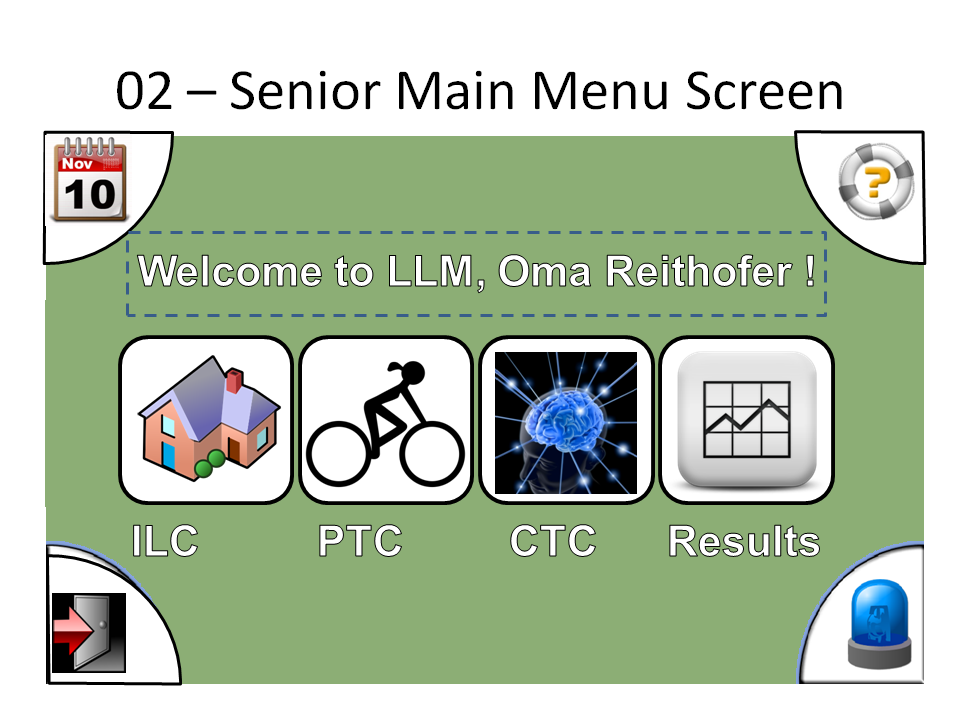 02 – Senior Main Menu Screen
Nov
10
?
Welcome to LLM, Oma Reithofer !
ILC PTC CTC Results